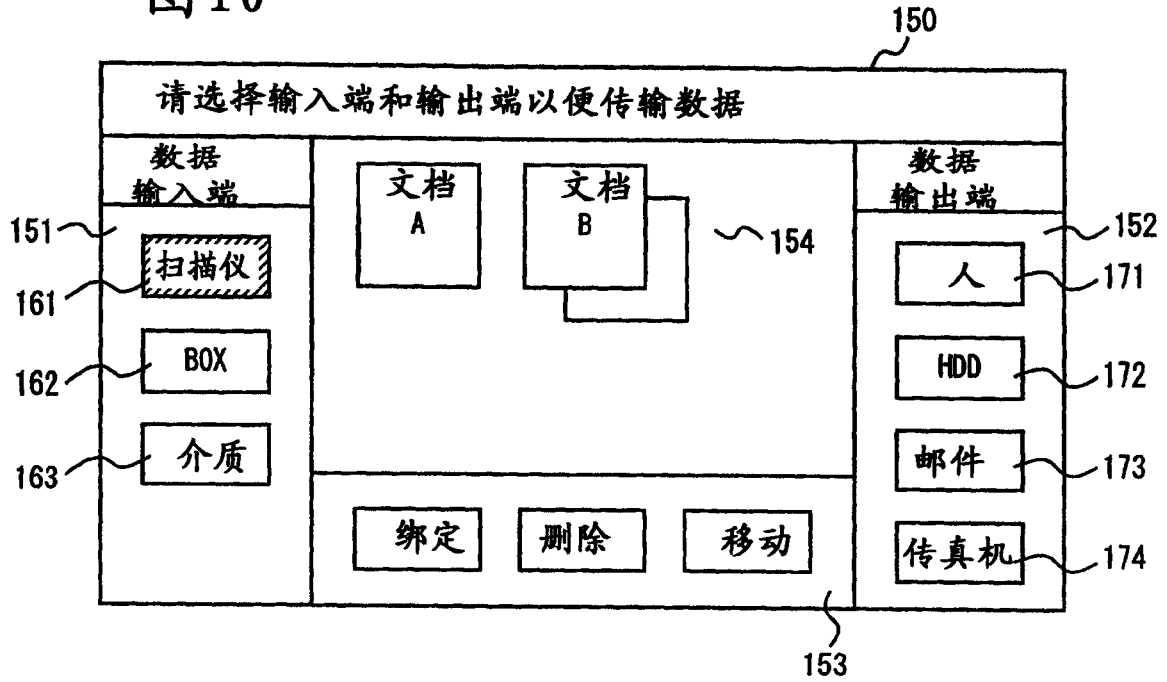 图10
150
请选择输入端和输出端以便传输数据
数据
输入端
151
扫描仪
161
BOX
162
介质
163
文档
A
文档
B
154
数据
输出端
152
人
171
HDD
172
邮件
173
传真机
174
绑定
删除
移动
153